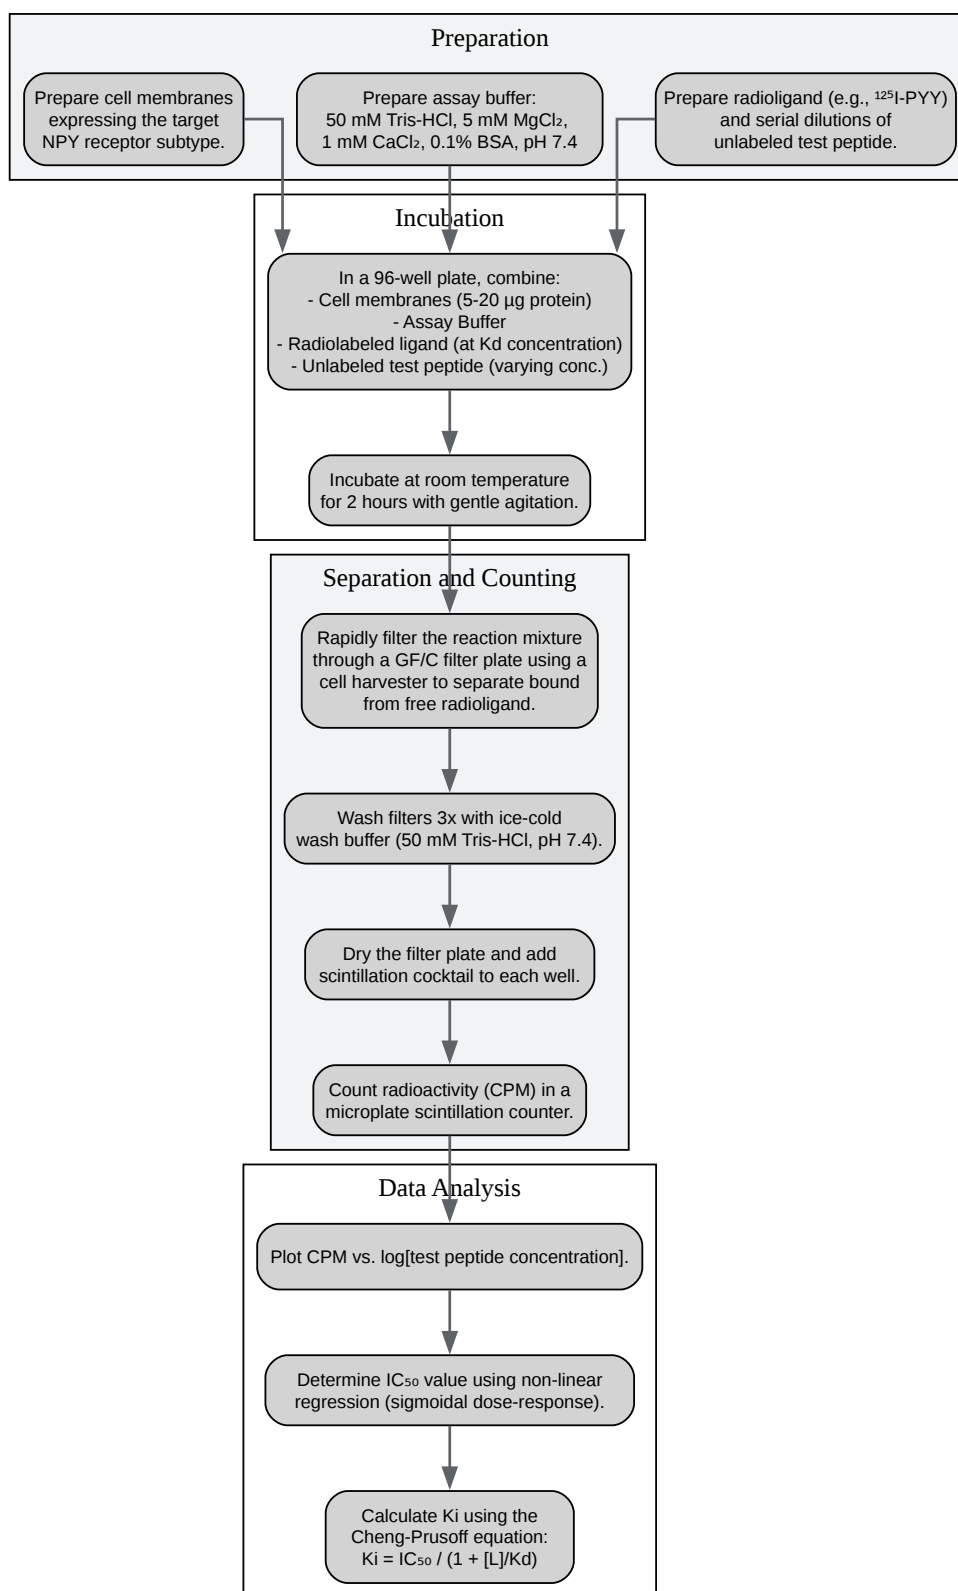 Preparation
Prepare cell membranes
expressing the target
NPY receptor subtype.
Prepare assay buffer:
50 mM Tris-HCl, 5 mM MgCl₂,
1 mM CaCl₂, 0.1% BSA, pH 7.4
Prepare radioligand (e.g., ¹²⁵I-PYY)
and serial dilutions of
unlabeled test peptide.
Incubation
In a 96-well plate, combine:
- Cell membranes (5-20 µg protein)
- Assay Buffer
- Radiolabeled ligand (at Kd concentration)
- Unlabeled test peptide (varying conc.)
Incubate at room temperature
for 2 hours with gentle agitation.
Separation and Counting
Rapidly filter the reaction mixture
through a GF/C filter plate using a
cell harvester to separate bound
from free radioligand.
Wash filters 3x with ice-cold
wash buffer (50 mM Tris-HCl, pH 7.4).
Dry the filter plate and add
scintillation cocktail to each well.
Count radioactivity (CPM) in a
microplate scintillation counter.
Data Analysis
Plot CPM vs. log[test peptide concentration].
Determine IC₅₀ value using non-linear
regression (sigmoidal dose-response).
Calculate Ki using the
Cheng-Prusoff equation:
Ki = IC₅₀ / (1 + [L]/Kd)